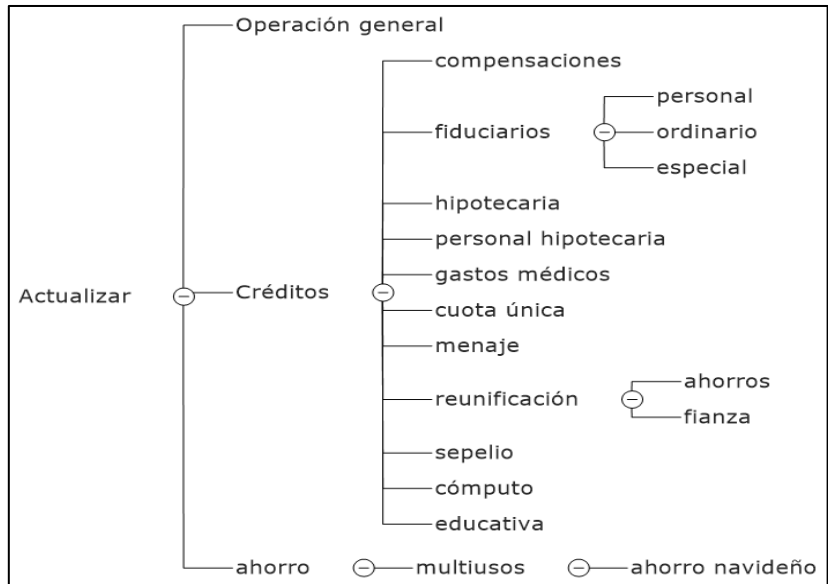 Operación general
compensaciones
personal
fiduciarios
ordinario
especial
hipotecaria
personal hipotecaria
gastos médicos
Actualizar
Créditos
cuota única
menaje
ahorros
reunificación
fianza
sepelio
cómputo
educativa
ahorro
multiusos
ahorro navideño